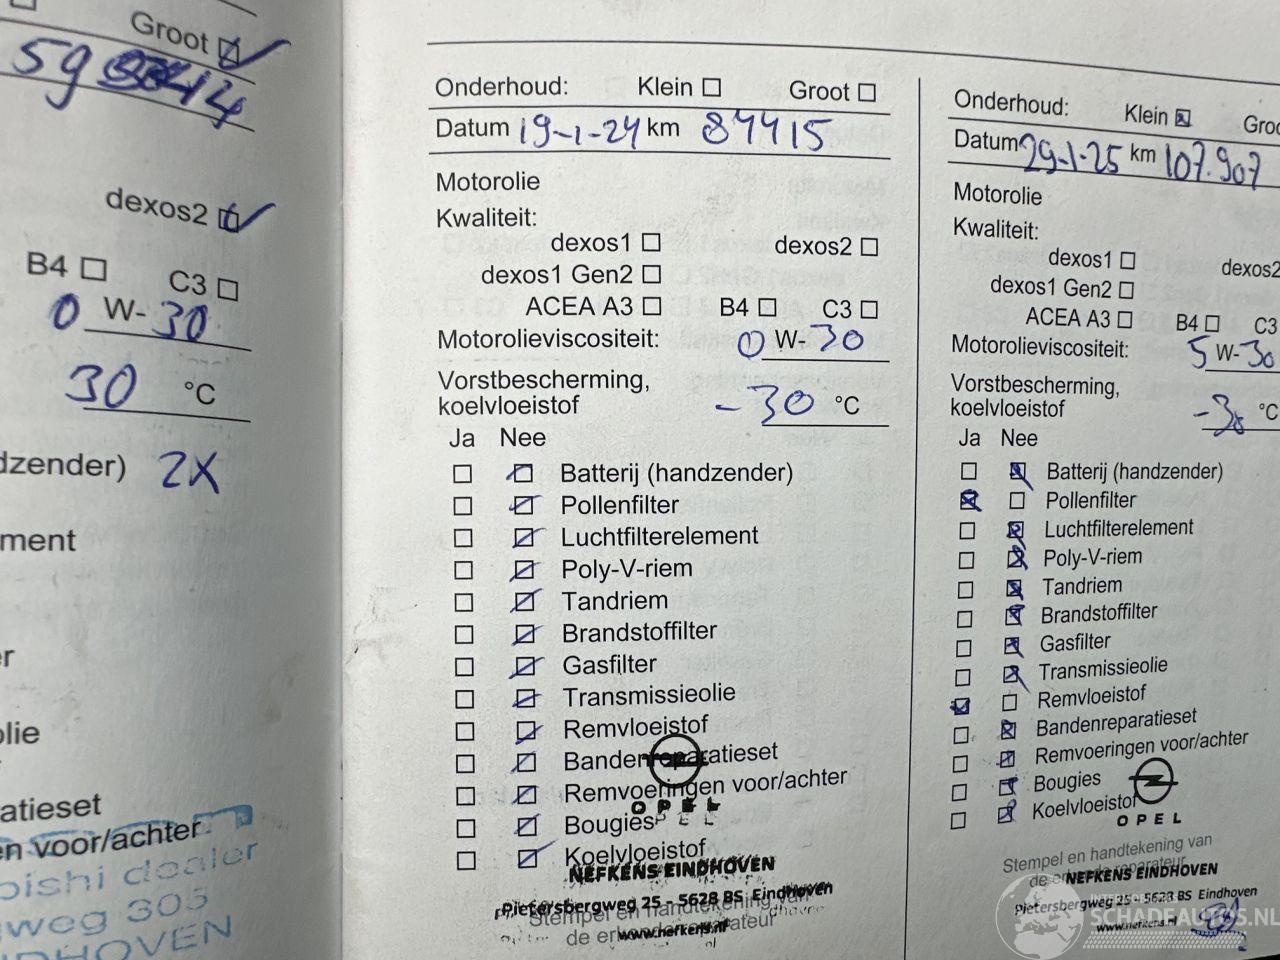 Groot
59
dexos2
B4 C3
0 W-30
30 °C
dzender) 2X
ment
r
olie
atieset
en voor/achter
bishi dealer
weg 305
DHOVEN
Onderhoud: Klein Groot
Datum 19-1-24 km 87415
Motorolie
Kwaliteit:
dexos1 dexos2
dexos1 Gen2
ACEA A3 B4 C3
Motorolieviscositeit: 0 W-30
Vorstbescherming,
koelvloeistof -30 °C
Ja Nee
Batterij (handzender)
Pollenfilter
Luchtfilterelement
Poly-V-riem
Tandriem
Brandstoffilter
Gasfilter
Transmissieolie
Remvloeistof
Bandenreparatieset
Remvoeringen voor/achter
OPEL
Bougies
Koelvloeistof
NEFKENS EINDHOVEN
Pietersbergweg 25 - 5628 BS Eindhoven
Stempel en handtekening van
de erkende reparateur
www.nefkens.nl
Onderhoud: Klein Groo
Datum 29-1-25 km 107.907
Motorolie
Kwaliteit:
dexos1 dexos2
dexos1 Gen2
ACEA A3 B4 C3
Motorolieviscositeit: 5 W-30
Vorstbescherming,
koelvloeistof -30 °C
Ja Nee
Batterij (handzender)
Pollenfilter
Luchtfilterelement
Poly-V-riem
Tandriem
Brandstoffilter
Gasfilter
Transmissieolie
Remvloeistof
Bandenreparatieset
Remvoeringen voor/achter
Bougies
Koelvloeistof
OPEL
Stempel en handtekening van
de erkende reparateur
NEFKENS EINDHOVEN
Pietersbergweg 25 - 5628 BS Eindhoven
www.nefkens.nl
SCHADEAUTOS.NL